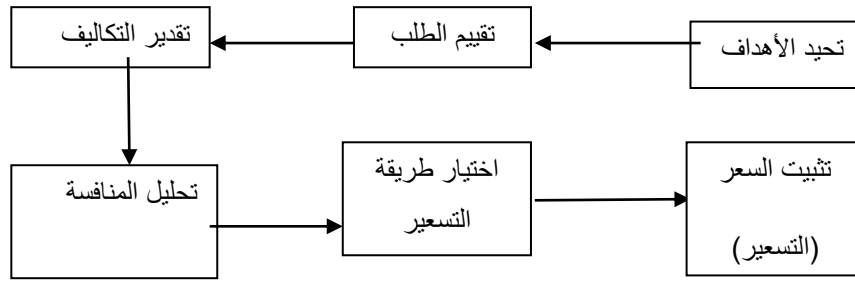 تحيد الأهداف
تقييم الطلب
تقدير التكاليف
تحليل المنافسة
اختيار طريقة
التسعير
تثبيت السعر
(التسعير)